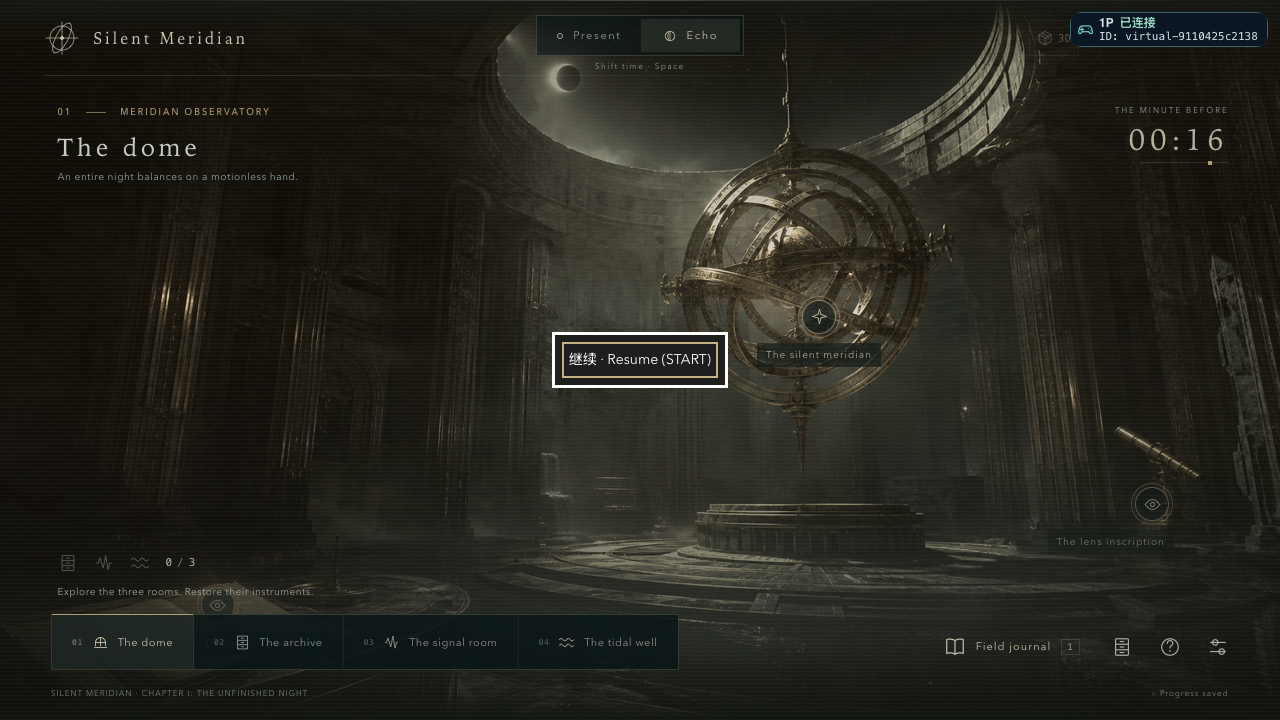 Silent Meridian
Present
Echo
Shift time · Space
3D
1P 已连接
ID: virtual-9110425c2138
01 MERIDIAN OBSERVATORY
The dome
An entire night balances on a motionless hand.
THE MINUTE BEFORE
00:16
继续 · Resume (START)
The silent meridian
The lens inscription
0 / 3
Explore the three rooms. Restore their instruments.
01 The dome
02 The archive
03 The signal room
04 The tidal well
Field journal 1
SILENT MERIDIAN · CHAPTER I: THE UNFINISHED NIGHT
Progress saved